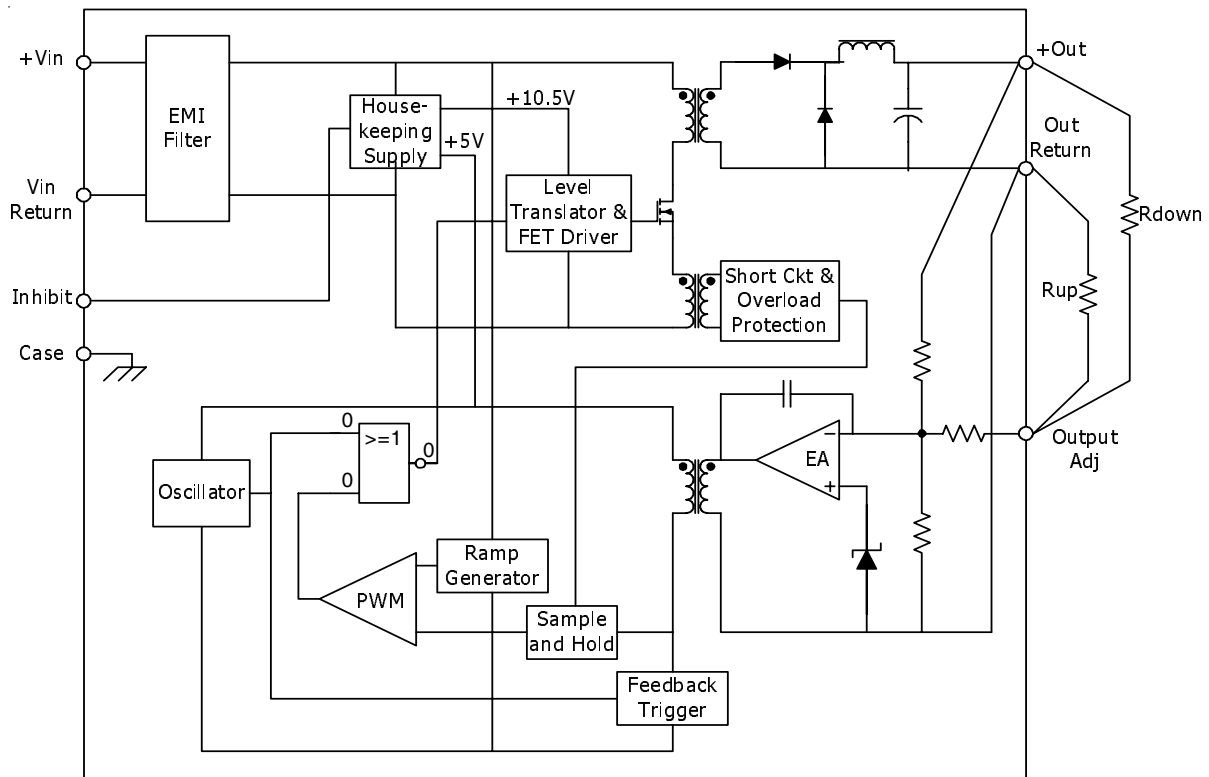 +Vin
EMI
Filter
Vin
Return
House-
keeping
Supply
+10.5V
+5V
Level
Translator &
FET Driver
+Out
Out
Return
Rdown
Rup
Inhibit
Case
Short Ckt &
Overload
Protection
0
>=1
0
0
Oscillator
EA
−
+
Output
Adj
PWM
Ramp
Generator
Sample
and Hold
Feedback
Trigger